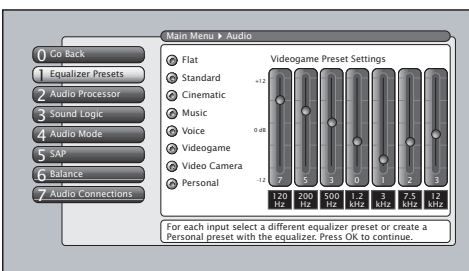 Main Menu Audio
0 Go Back
1 Equalizer Presets
2 Audio Processor
3 Sound Logic
4 Audio Mode
5 SAP
6 Balance
7 Audio Connections
Flat
Standard
Cinematic
Music
Voice
Videogame
Video Camera
Personal
Videogame Preset Settings
+12
0 dB
-12
7 5 3 0 1 2 3
120 Hz 200 Hz 500 Hz 1.2 kHz 3 kHz 7.5 kHz 12 kHz
For each input select a different equalizer preset or create a
Personal preset with the equalizer. Press OK to continue.